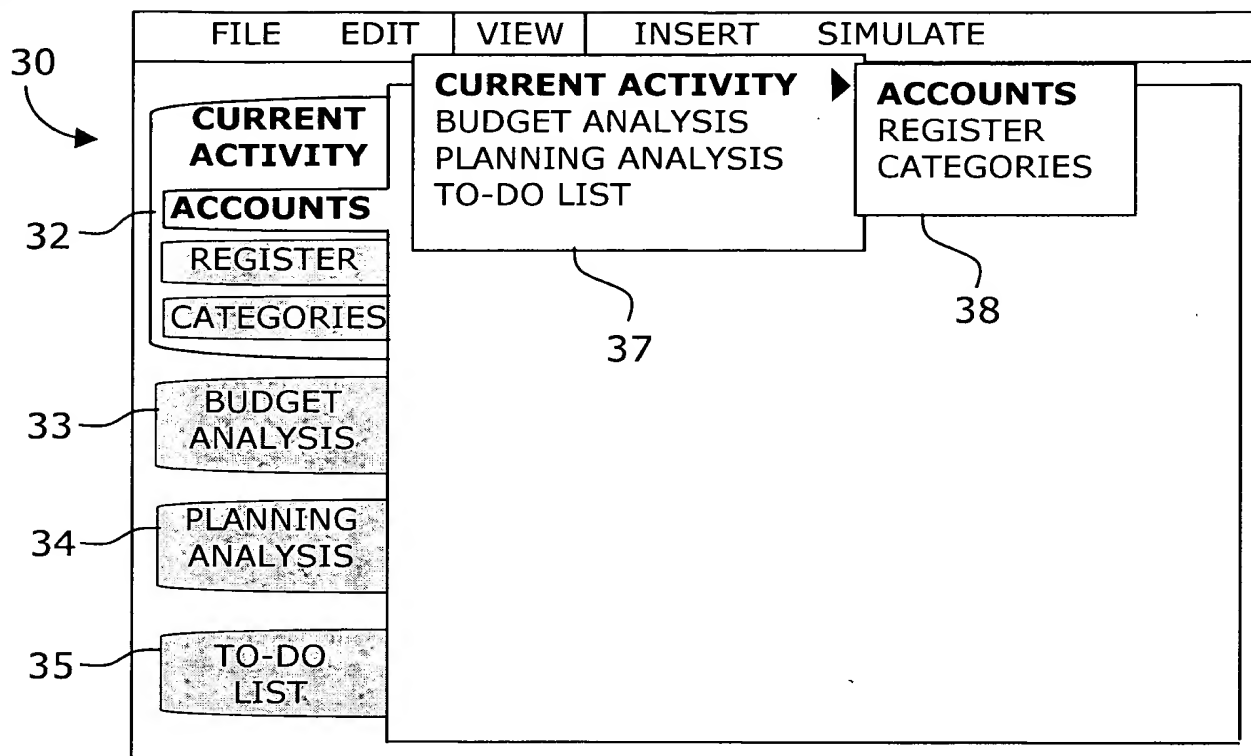 FILE EDIT VIEW INSERT SIMULATE
30
CURRENT
ACTIVITY
ACCOUNTS
REGISTER
CATEGORIES
32
BUDGET
ANALYSIS
33
PLANNING
ANALYSIS
34
TO-DO
LIST
35
CURRENT ACTIVITY
BUDGET ANALYSIS
PLANNING ANALYSIS
TO-DO LIST
37
ACCOUNTS
REGISTER
CATEGORIES
38